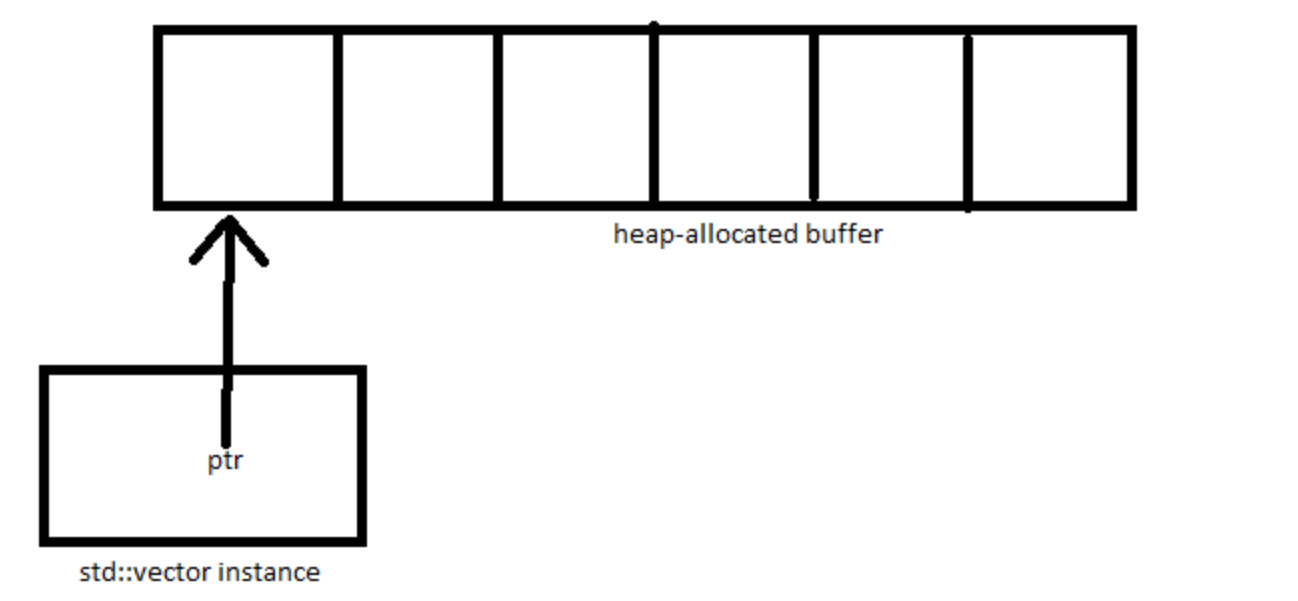 heap-allocated buffer
ptr
std::vector instance